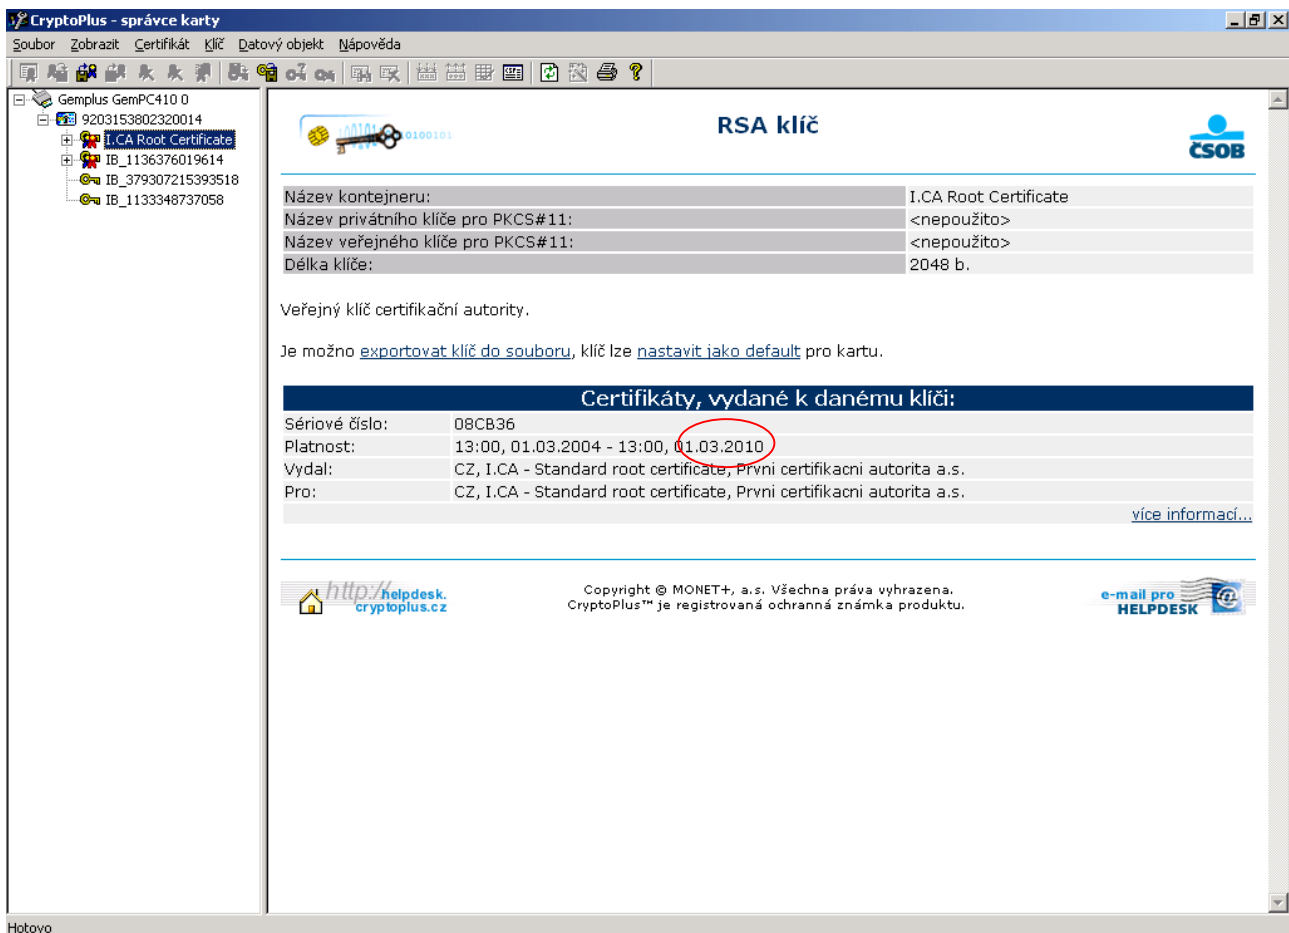 CryptoPlus - správce karty
Soubor Zobrazit Certifikát Klíč Datový objekt Nápověda
Gemplus GemPC410 0
9203153802320014
I.CA Root Certificate
IB_1136376019614
IB_379307215393518
IB_1133348737058
0100101
RSA klíč
ČSOB
Název kontejneru: I.CA Root Certificate
Název privátního klíče pro PKCS#11: <nepoužito>
Název veřejného klíče pro PKCS#11: <nepoužito>
Délka klíče: 2048 b.
Veřejný klíč certifikační autority.
Je možno exportovat klíč do souboru, klíč lze nastavit jako default pro kartu.
Certifikáty, vydané k danému klíči:
Sériové číslo: 08CB36
Platnost: 13:00, 01.03.2004 - 13:00, 01.03.2010
Vydal: CZ, I.CA - Standard root certificate, Prvni certifikacni autorita a.s.
Pro: CZ, I.CA - Standard root certificate, Prvni certifikacni autorita a.s.
více informací...
http://helpdesk.
cryptoplus.cz
Copyright © MONET+, a.s. Všechna práva vyhrazena.
CryptoPlus™ je registrovaná ochranná známka produktu.
e-mail pro
HELPDESK
Hotovo